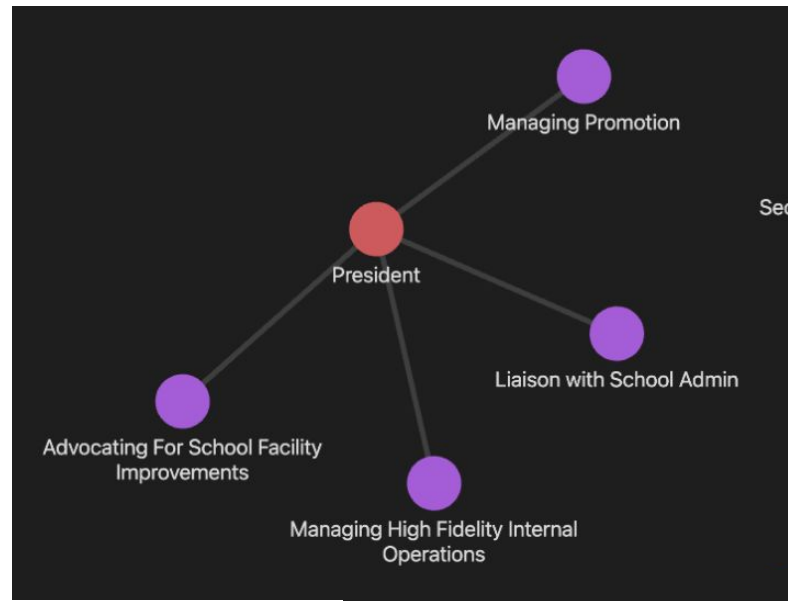 Managing Promotion
President
Liaison with School Admin
Advocating For School Facility
Improvements
Managing High Fidelity Internal
Operations